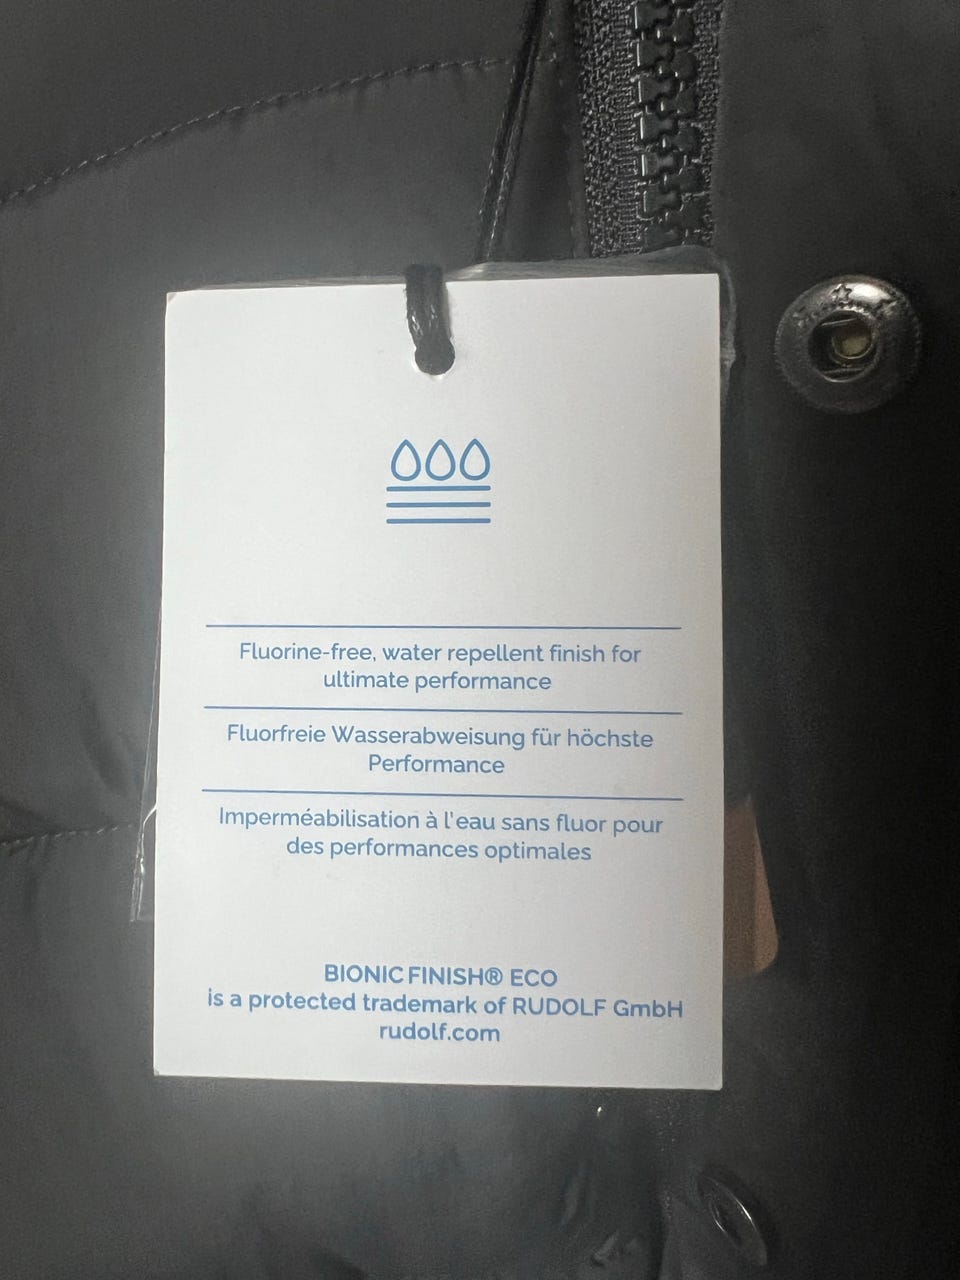 Fluorine-free, water repellent finish for
ultimate performance
Fluorfreie Wasserabweisung für höchste
Performance
Imperméabilisation à l'eau sans fluor pour
des performances optimales
BIONIC FINISH® ECO
is a protected trademark of RUDOLF GmbH
rudolf.com